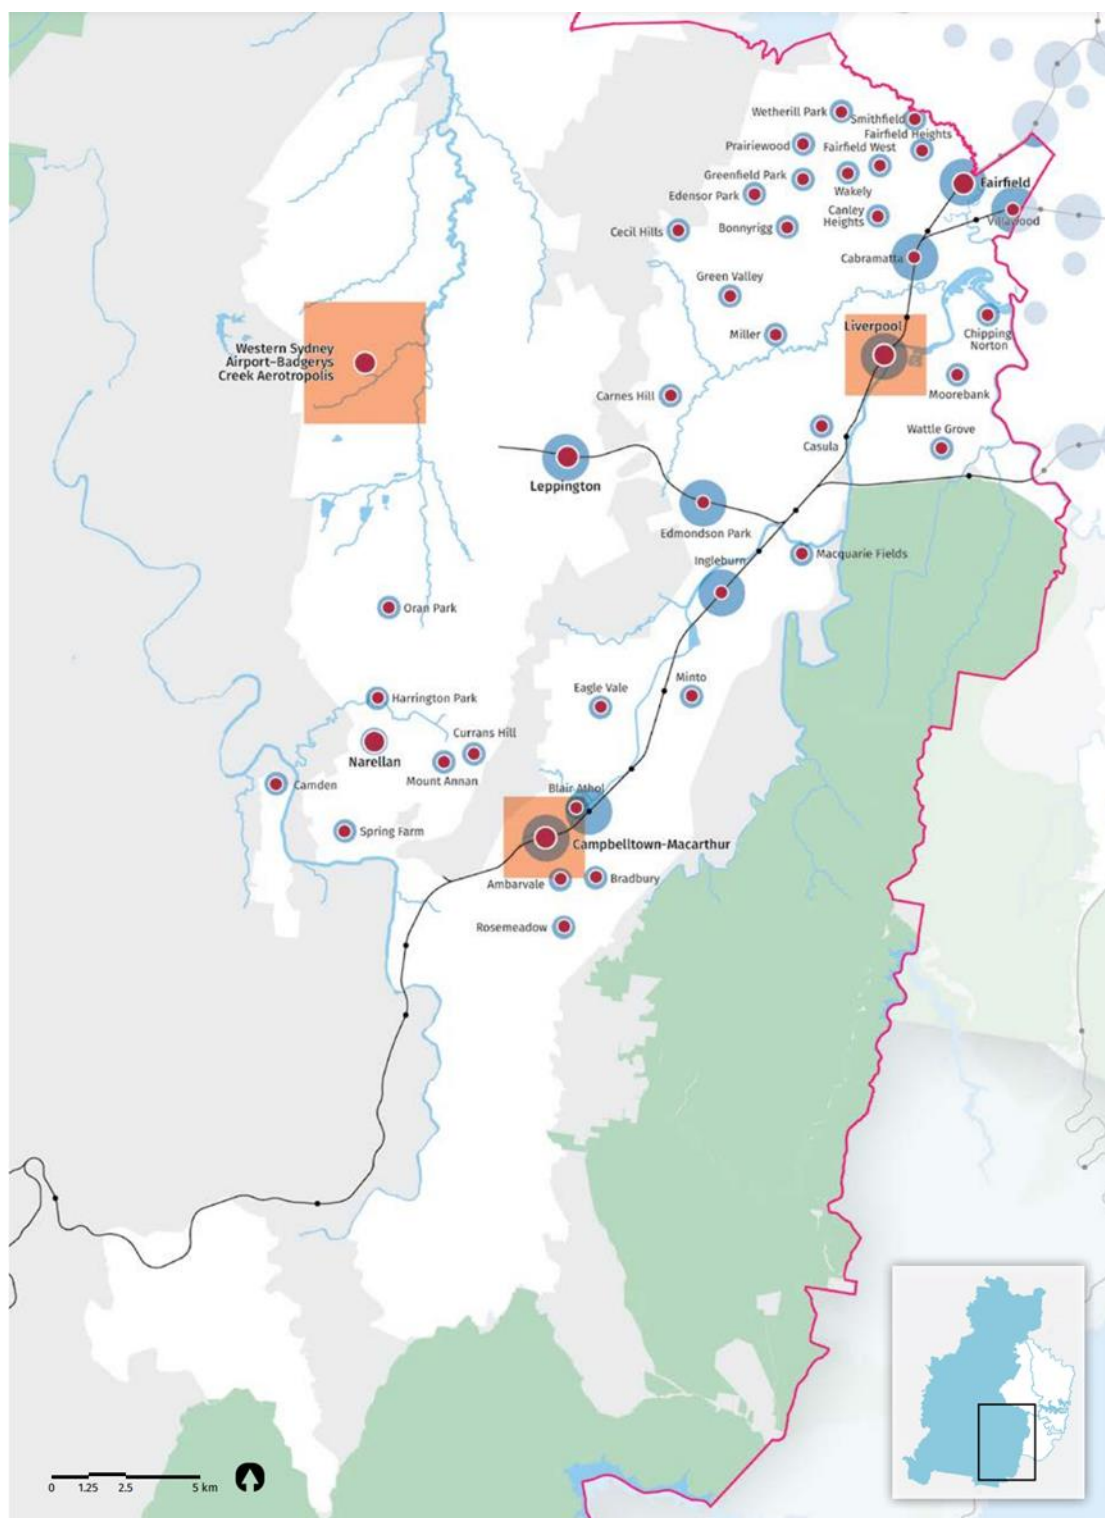 Wetherill Park
Smithfield
Fairfield Heights
Prairiewood
Fairfield West
Greenfield Park
Wakely
Fairfield
Edensor Park
Canley
Heights
Villawood
Cecil Hills
Bonnyrigg
Cabramatta
Green Valley
Liverpool
Miller
Chipping
Norton
Western Sydney
Airport–Badgerys
Creek Aerotropolis
Carnes Hill
Moorebank
Casula
Wattle Grove
Leppington
Edmondson Park
Ingleburn
Macquarie Fields
Oran Park
Eagle Vale
Minto
Harrington Park
Currans Hill
Narellan
Mount Annan
Camden
Blair Athol
Spring Farm
Campbelltown-Macarthur
Ambarvale
Bradbury
Rosemeadow
0 1.25 2.5 5 km